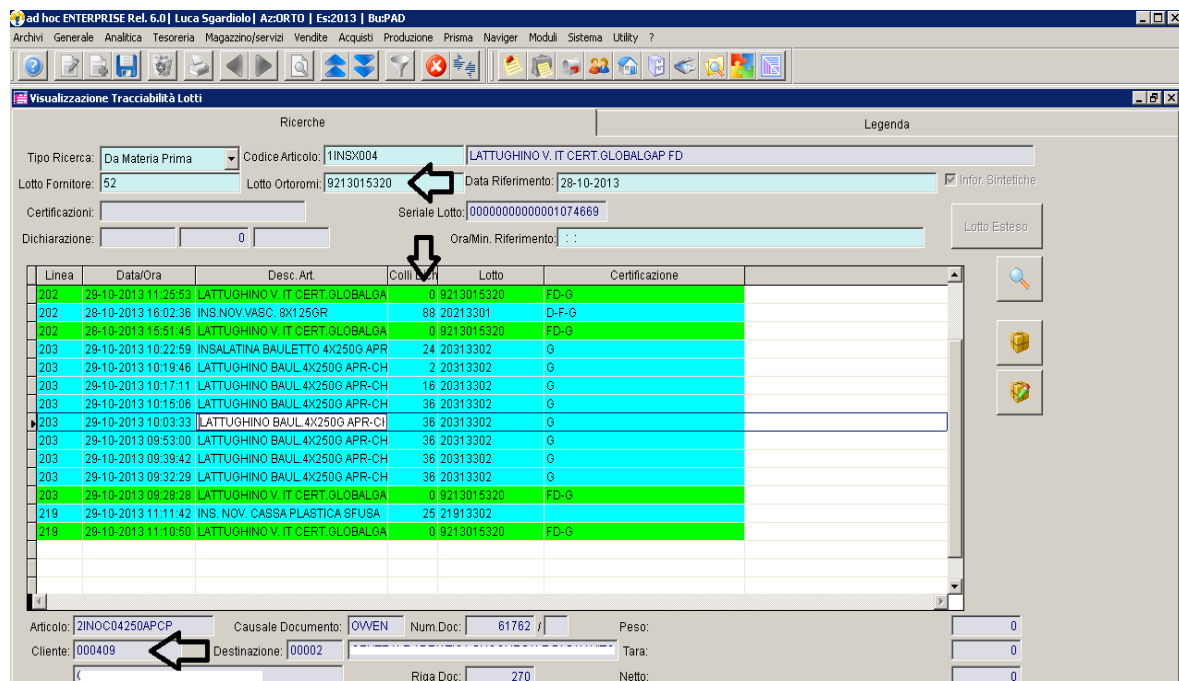 ad hoc ENTERPRISE Rel. 6.0| Luca Sgardiolo| Az:ORTO | Es:2013 | Bu:PAD
Archivi Generale Analitica Tesoreria Magazzino/servizi Vendite Acquisti Produzione Prisma Naviger Moduli Sistema Utility ?
Visualizzazione Tracciabilità Lotti
Ricerche Legenda
Tipo Ricerca: Da Materia Prima Codice Articolo: 1INSX004 LATTUGHINO V. IT CERT.GLOBALGAP FD
Lotto Fornitore: 52 Lotto Ortoromi: 9213015320 Data Riferimento: 28-10-2013 Infor. Sintetiche
Certificazioni: Seriale Lotto: 00000000000001074669 Lotto Esteso
Dichiarazione: 0 Ora/Min. Riferimento: : :
Linea Data/Ora Desc. Art. Colli Lotto Certificazione
202 29-10-2013 11:25:53 LATTUGHINO V. IT CERT.GLOBALGA 0 9213015320 FD-G
202 28-10-2013 16:02:36 INS.NOV.VASC. 8X125GR 88 20213301 D-F-G
202 28-10-2013 15:51:45 LATTUGHINO V. IT CERT.GLOBALGA 0 9213015320 FD-G
203 29-10-2013 10:22:59 INSALATINA BAULETTO 4X250G APR 24 20313302 G
203 29-10-2013 10:19:46 LATTUGHINO BAUL.4X250G APR-CH 2 20313302 G
203 29-10-2013 10:17:11 LATTUGHINO BAUL.4X250G APR-CH 16 20313302 G
203 29-10-2013 10:15:06 LATTUGHINO BAUL.4X250G APR-CH 36 20313302 G
203 29-10-2013 10:03:33 LATTUGHINO BAUL.4X250G APR-CH 36 20313302 G
203 29-10-2013 09:53:00 LATTUGHINO BAUL.4X250G APR-CH 36 20313302 G
203 29-10-2013 09:39:42 LATTUGHINO BAUL.4X250G APR-CH 36 20313302 G
203 29-10-2013 09:32:29 LATTUGHINO BAUL.4X250G APR-CH 36 20313302 G
203 29-10-2013 09:28:28 LATTUGHINO V. IT CERT.GLOBALGA 0 9213015320 FD-G
219 29-10-2013 11:11:42 INS. NOV. CASSA PLASTICA SFUSA 25 21913302
219 29-10-2013 11:10:50 LATTUGHINO V. IT CERT.GLOBALGA 0 9213015320 FD-G
Articolo: 2INOC04250APCP Causale Documento: OVVEN Num.Doc: 61762 / Peso: 0
Cliente: 000409 Destinazione: 00002 Tara: 0
Riga Doc: 270 Netto: 0